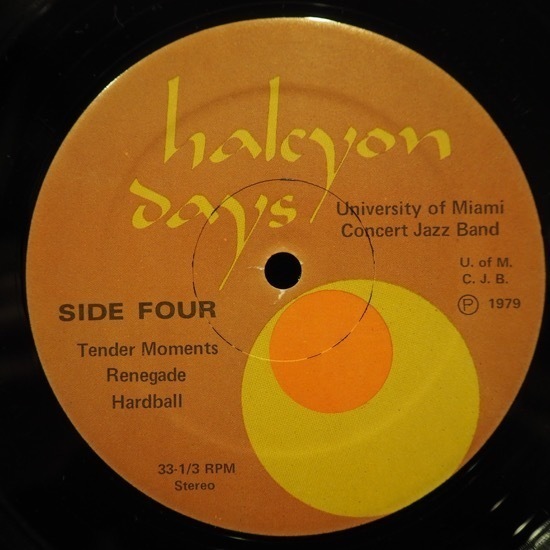 halcyon
days
University of Miami
Concert Jazz Band
U. of M.
C. J. B.
Ⓟ 1979
SIDE FOUR
Tender Moments
Renegade
Hardball
33-1/3 RPM
Stereo